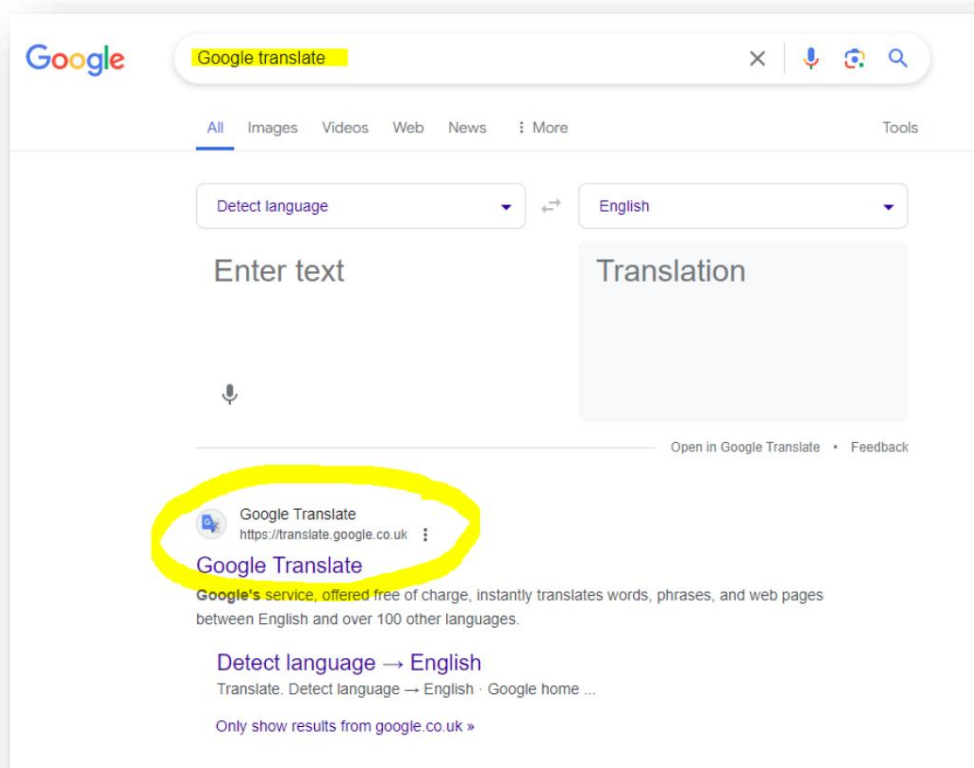 Google
Google translate
All Images Videos Web News More
Tools
Detect language
English
Enter text
Translation
Open in Google Translate • Feedback
Google Translate
https://translate.google.co.uk
Google Translate
Google's service, offered free of charge, instantly translates words, phrases, and web pages
between English and over 100 other languages.
Detect language → English
Translate. Detect language → English · Google home ...
Only show results from google.co.uk »